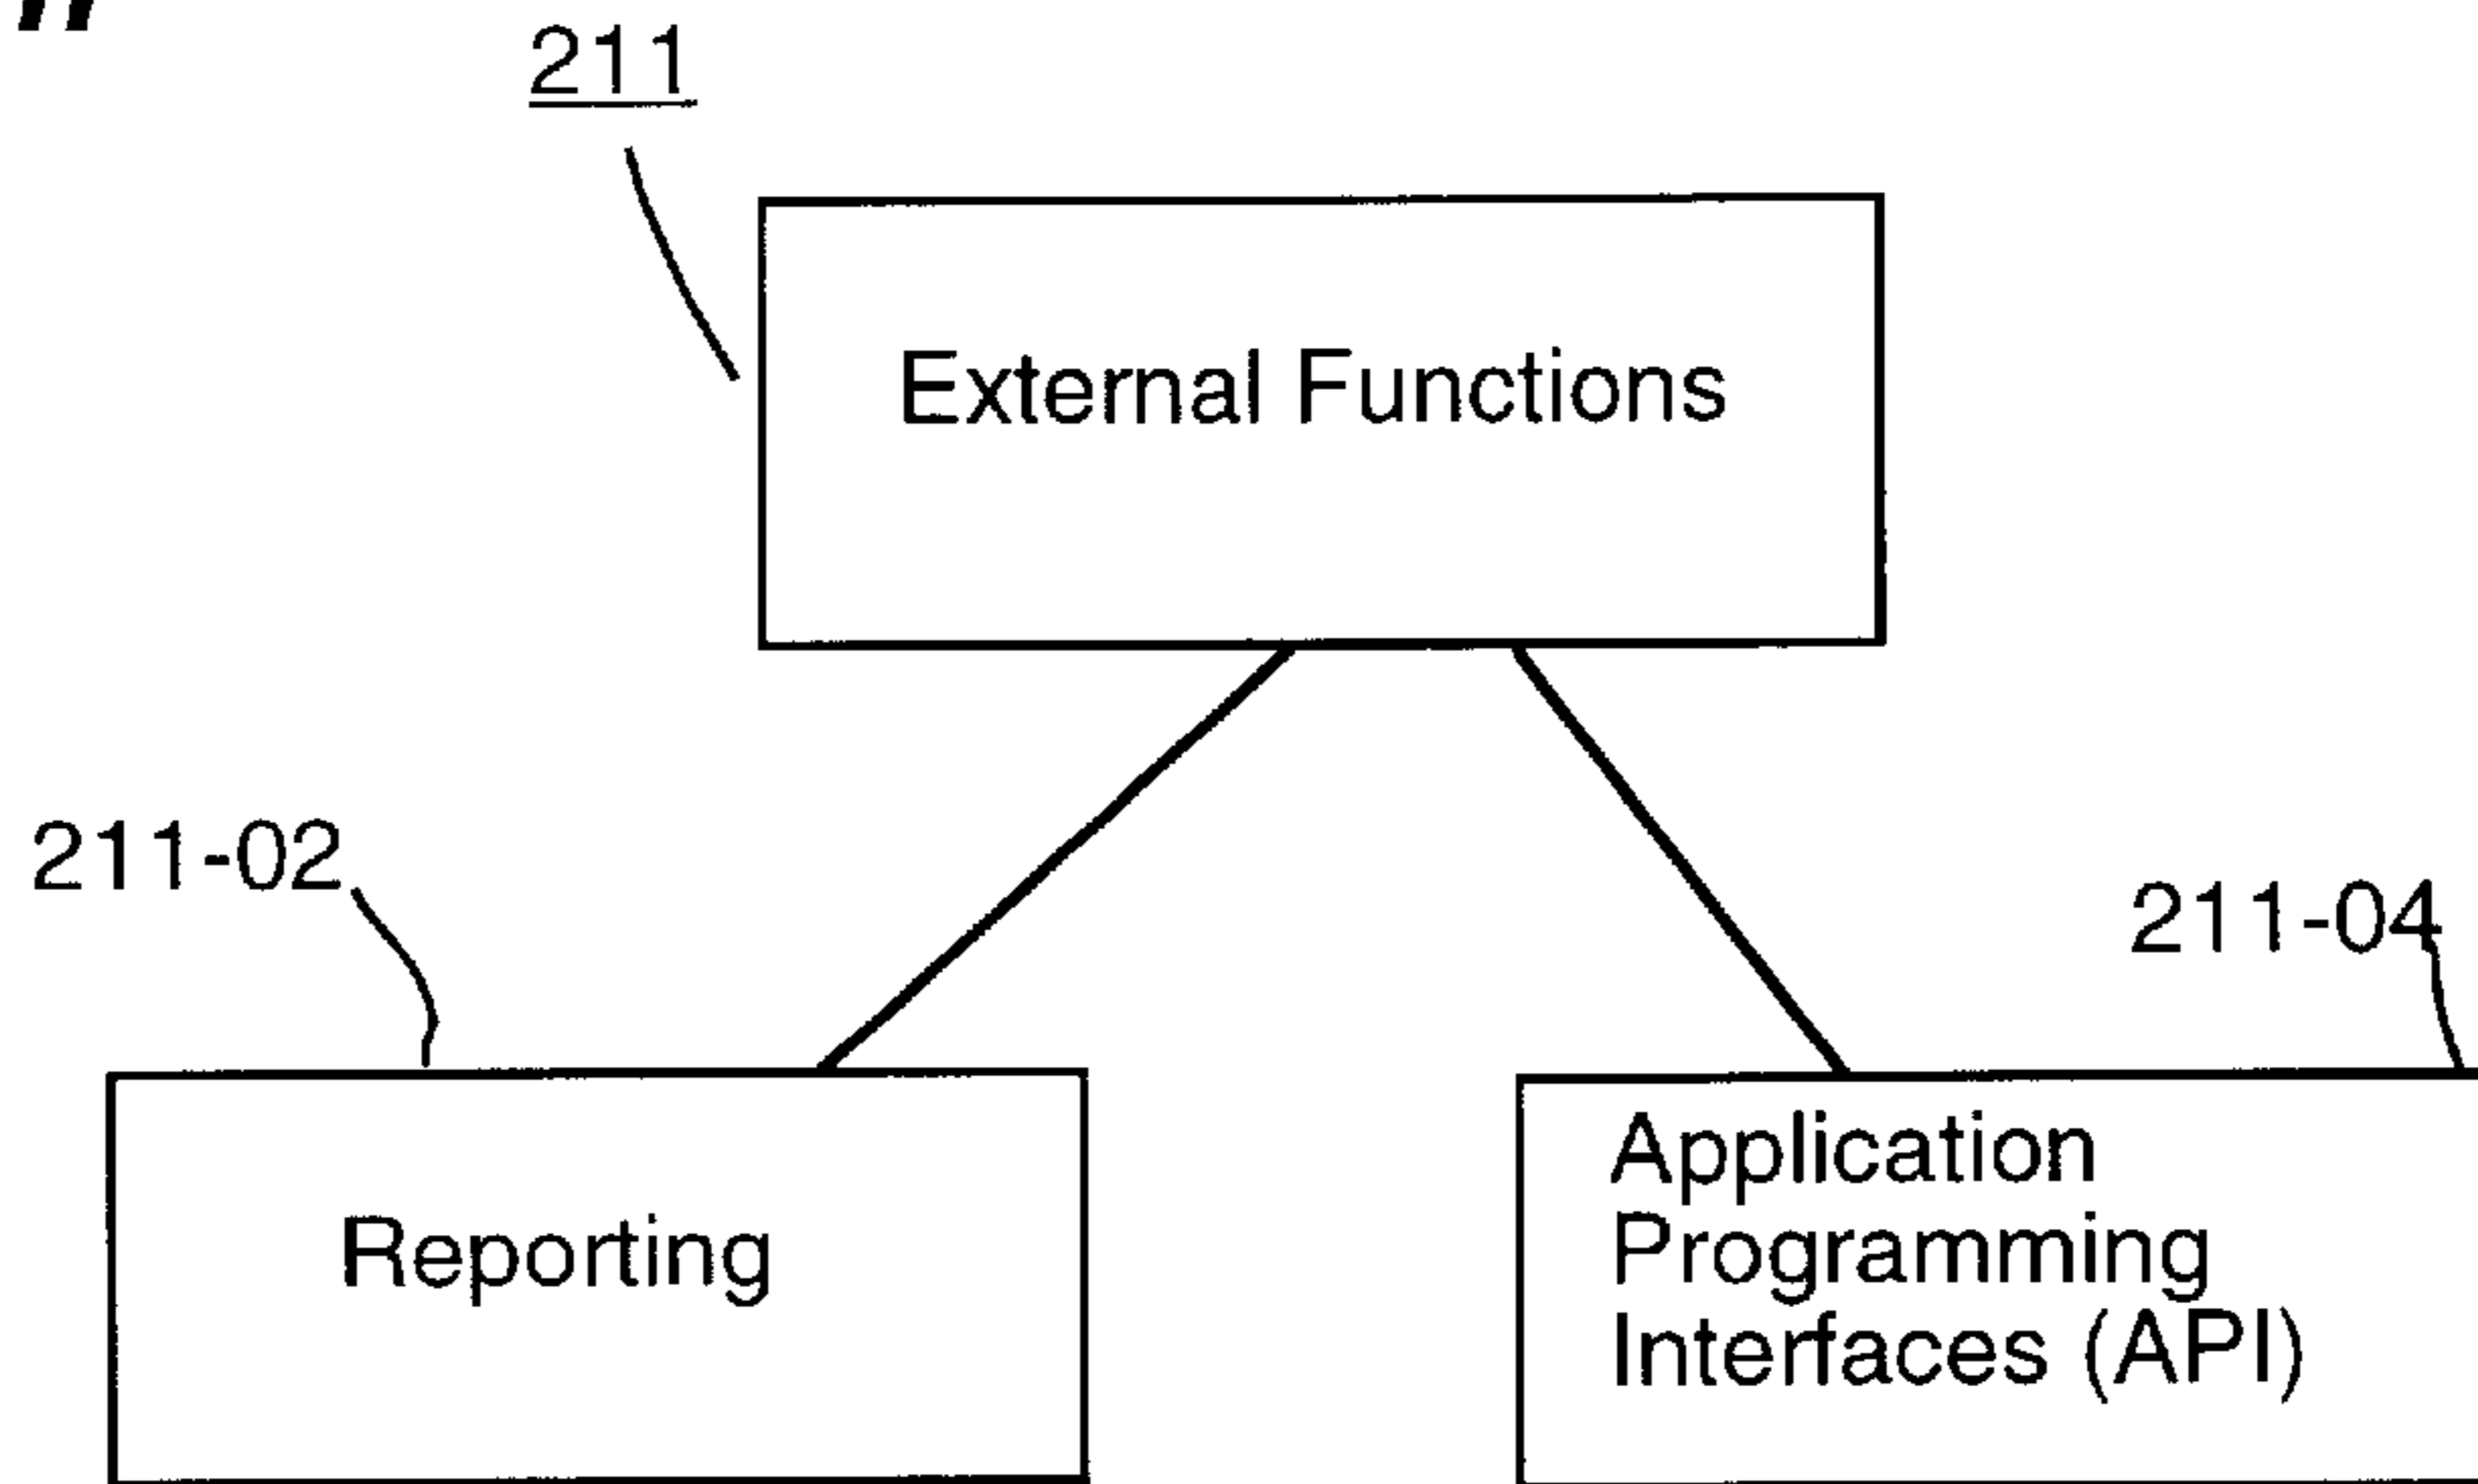 211
External Functions
211-02
211-04
Reporting
Application
Programming
Interfaces (API)